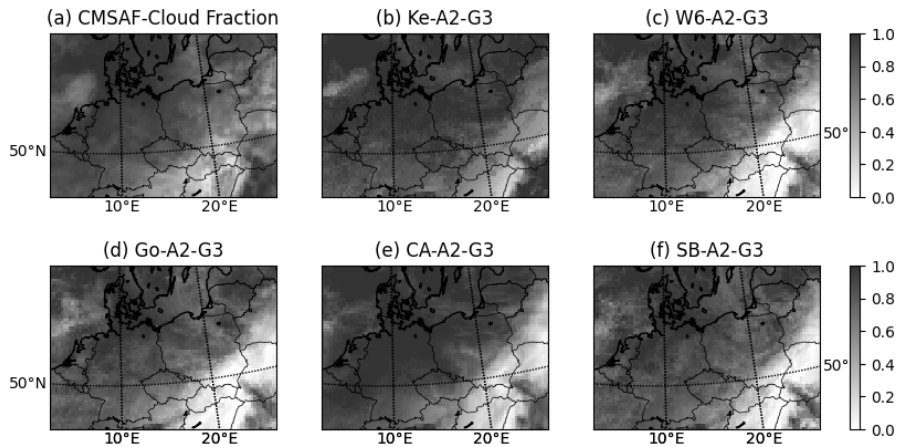 (a) CMSAF-Cloud Fraction
(b) Ke-A2-G3
(c) W6-A2-G3
1.0
0.8
0.6
0.4
0.2
0.0
50°N
50°
10°E 20°E
10°E 20°E
10°E 20°E
(d) Go-A2-G3
(e) CA-A2-G3
(f) SB-A2-G3
1.0
0.8
0.6
0.4
0.2
0.0
50°N
50°
10°E 20°E
10°E 20°E
10°E 20°E